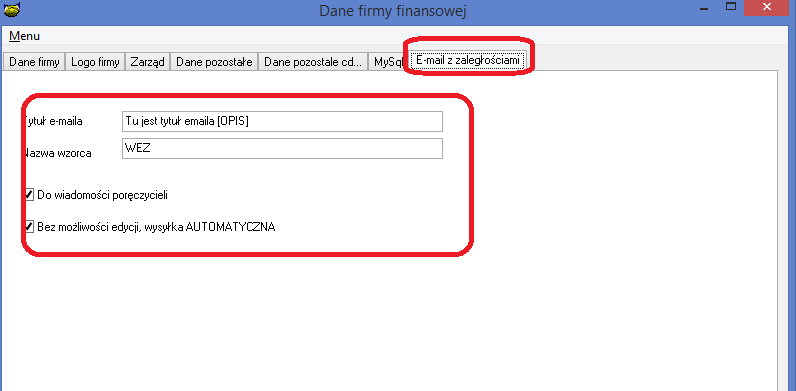 Dane firmy finansowej
Menu
Dane firmy Logo firmy Zarząd Dane pozostałe Dane pozostałe cd... MySql E-mail z zaległościami
Tytuł e-maila Tu jest tytuł emaila [OPIS]
Nazwa wzorca WEZ
Do wiadomości poręczycieli
Bez możliwości edycji, wysyłka AUTOMATYCZNA